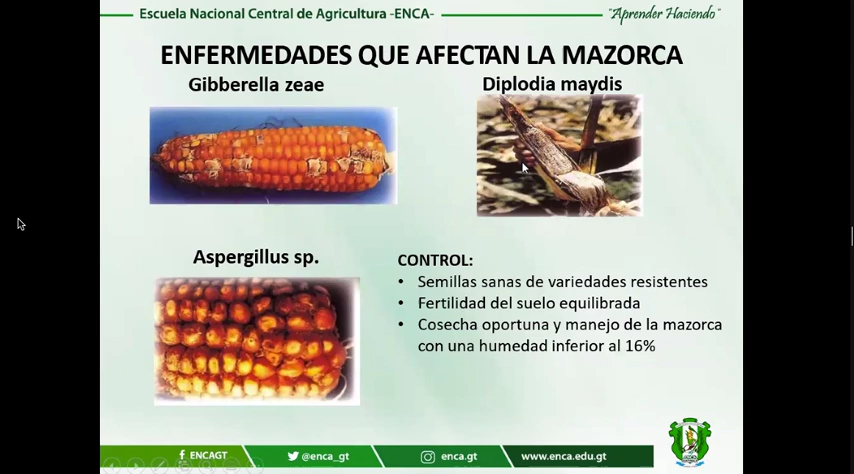 Escuela Nacional Central de Agricultura -ENCA-
"Aprender Haciendo"
ENFERMEDADES QUE AFECTAN LA MAZORCA
Gibberella zeae
Diplodia maydis
Aspergillus sp.
CONTROL:
• Semillas sanas de variedades resistentes
• Fertilidad del suelo equilibrada
• Cosecha oportuna y manejo de la mazorca
con una humedad inferior al 16%
ENCAGT
@enca_gt
enca.gt
www.enca.edu.gt